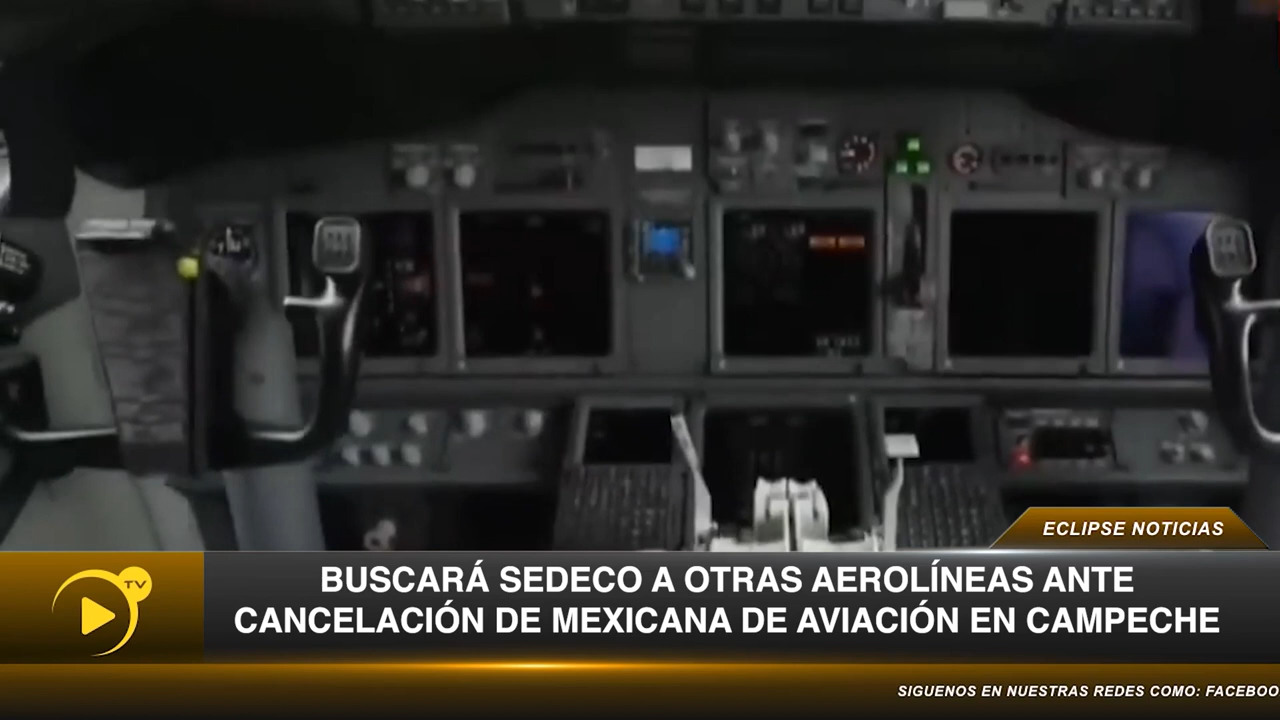 ECLIPSE NOTICIAS
TV
BUSCARÁ SEDECO A OTRAS AEROLÍNEAS ANTE
CANCELACIÓN DE MEXICANA DE AVIACIÓN EN CAMPECHE
SIGUENOS EN NUESTRAS REDES COMO: FACEBOO